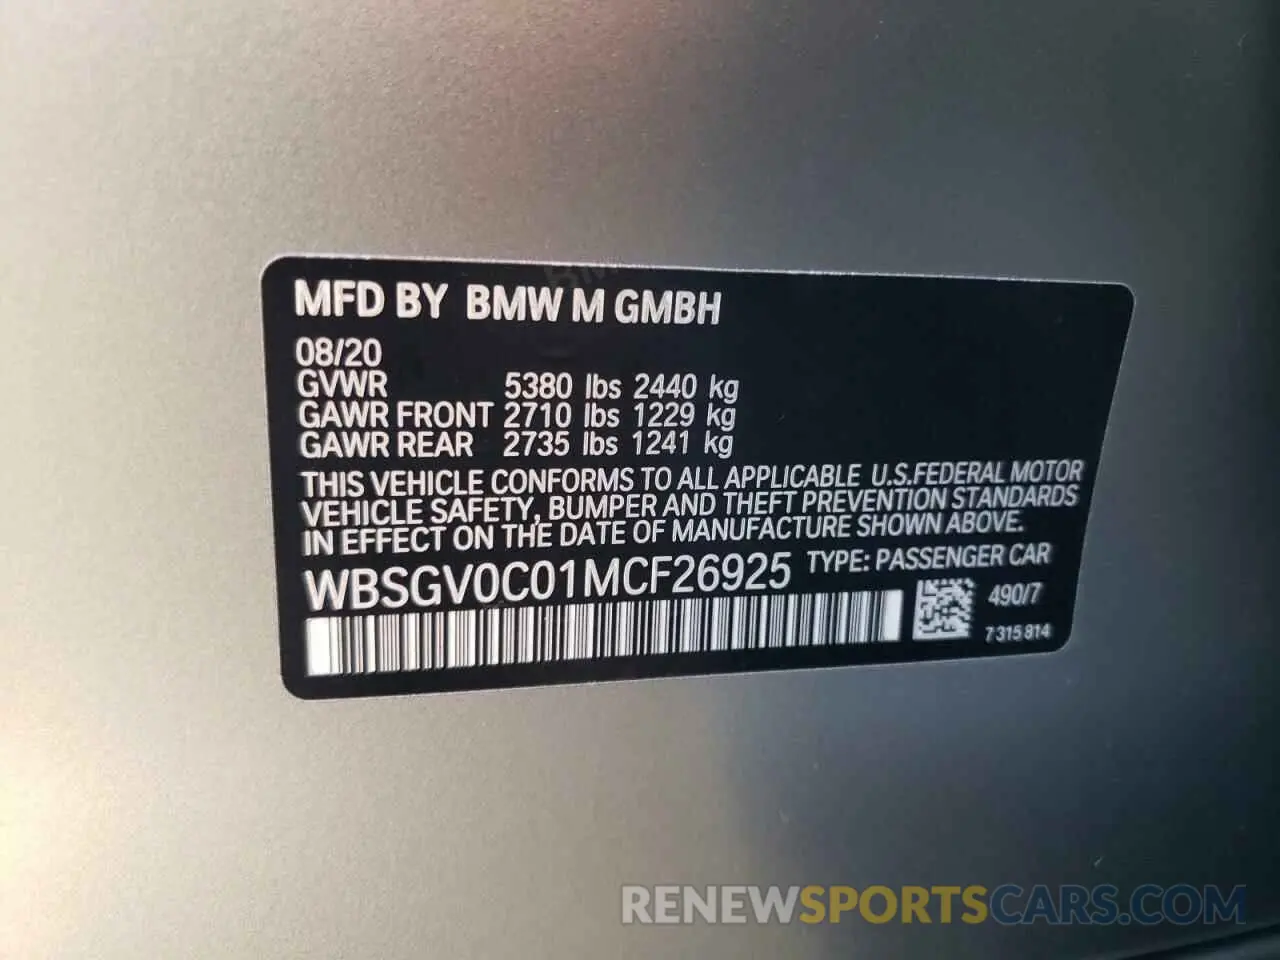 MFD BY BMW M GMBH
08/20
GVWR 5380 lbs 2440 kg
GAWR FRONT 2710 lbs 1229 kg
GAWR REAR 2735 lbs 1241 kg
THIS VEHICLE CONFORMS TO ALL APPLICABLE U.S.FEDERAL MOTOR
VEHICLE SAFETY, BUMPER AND THEFT PREVENTION STANDARDS
IN EFFECT ON THE DATE OF MANUFACTURE SHOWN ABOVE.
WBSGV0C01MCF26925 TYPE: PASSENGER CAR
490/7
7 315 814
RENEWSPORTSCARS.COM